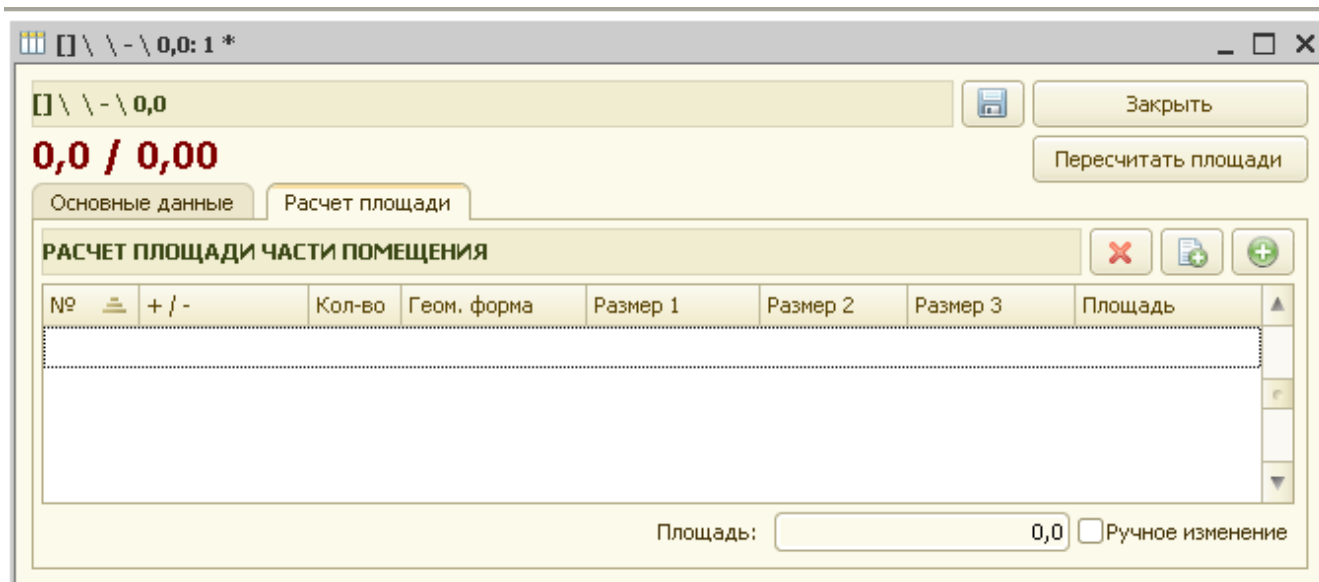 [] \ \ - \ 0,0: 1 *
[] \ \ - \ 0,0
Закрыть
0,0 / 0,00
Пересчитать площади
Основные данные Расчет площади
РАСЧЕТ ПЛОЩАДИ ЧАСТИ ПОМЕЩЕНИЯ
№ + / - Кол-во Геом. форма Размер 1 Размер 2 Размер 3 Площадь
Площадь: 0,0 Ручное изменение